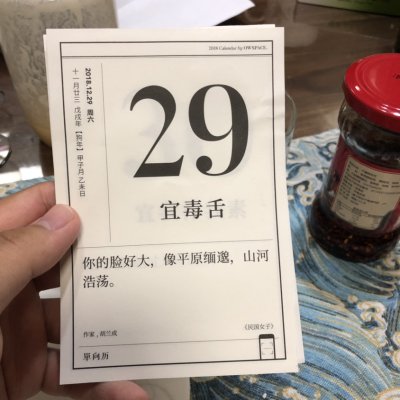 2018 Calendar by OWSPACE.
2018.12.29 周六
十一月廿三 戊戌年【狗年】甲子月 乙未日
29
宜毒舌
你的脸好大，像平原缅邈，山河
浩荡。
作家，胡兰成
《民国女子》
单向历